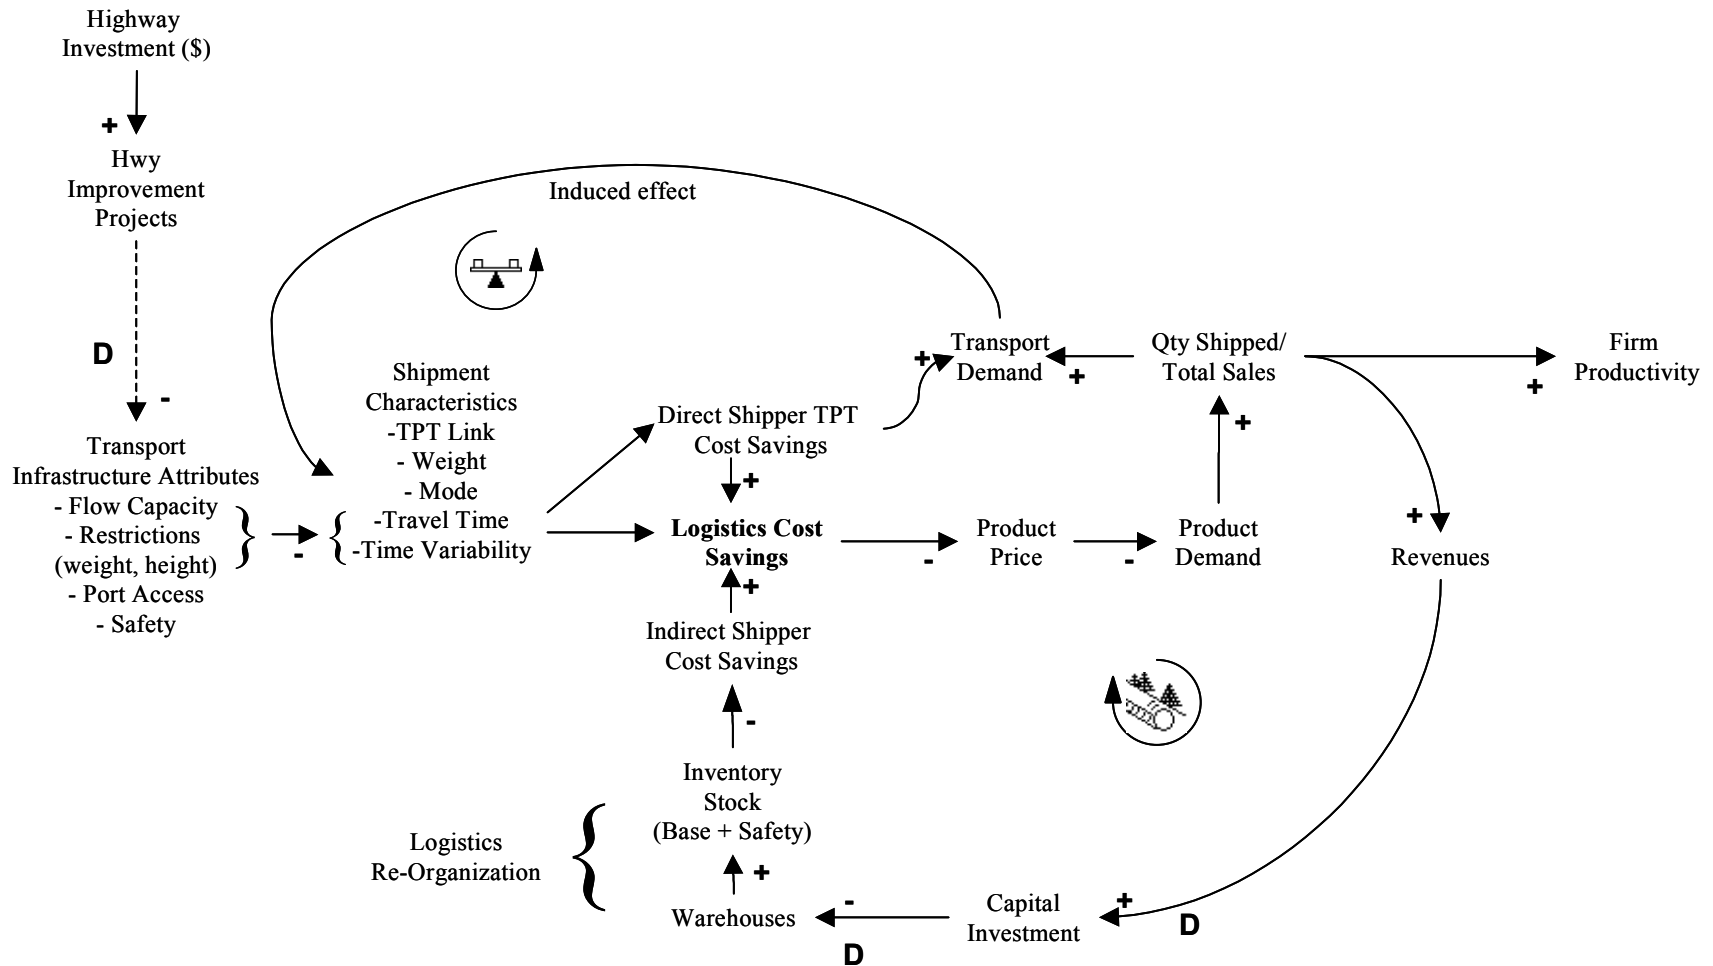 Highway
Investment ($)
+
Hwy
Improvement
Projects
D
-
Transport
Infrastructure Attributes
- Flow Capacity
- Restrictions
(weight, height)
- Port Access
- Safety
-
Induced effect
Shipment
Characteristics
-TPT Link
- Weight
- Mode
-Travel Time
-Time Variability
Direct Shipper TPT
Cost Savings
+
+
Logistics Cost
Savings
+
Indirect Shipper
Cost Savings
-
Inventory
Stock
(Base + Safety)
+
Warehouses
Logistics
Re-Organization
Transport
Demand
+
Qty Shipped/
Total Sales
+
Firm
Productivity
+
-
Product
Price
-
Product
Demand
+
Revenues
+
D
Capital
Investment
-
D